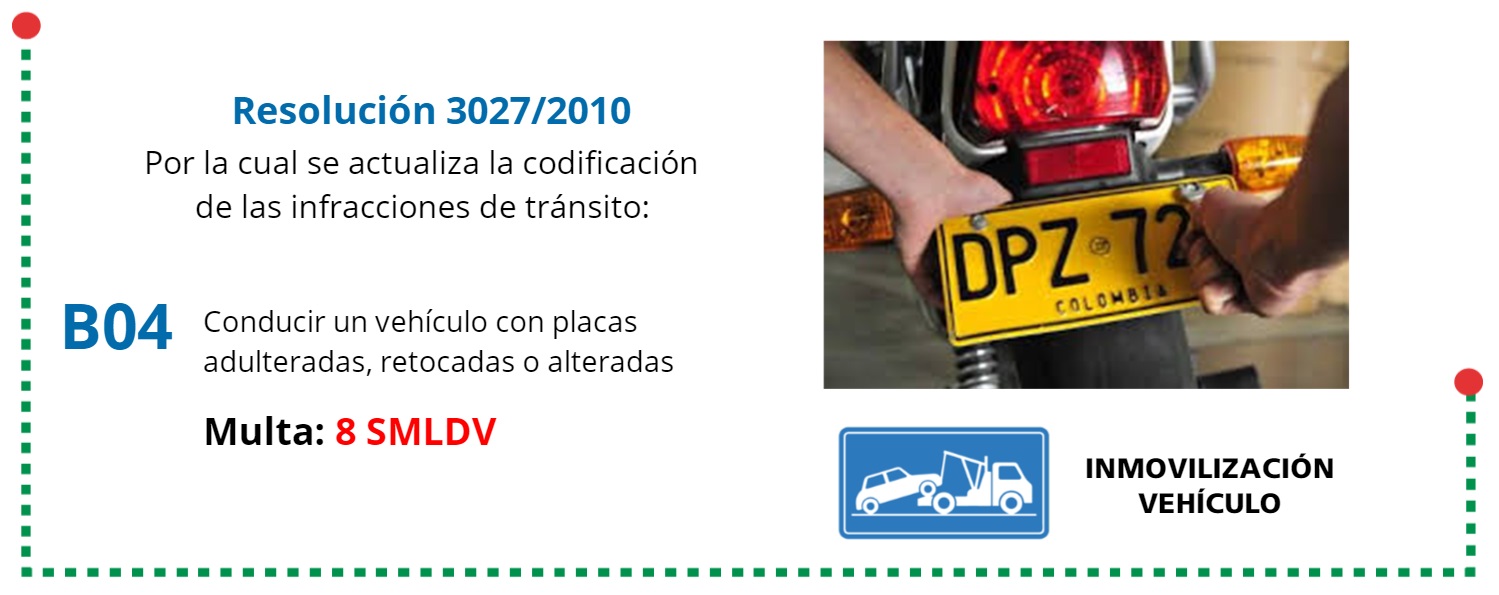 Resolución 3027/2010
Por la cual se actualiza la codificación
de las infracciones de tránsito:
B04
Conducir un vehículo con placas
adulteradas, retocadas o alteradas
Multa: 8 SMLDV
DPZ 72
COLOMBIA
INMOVILIZACIÓN
VEHÍCULO